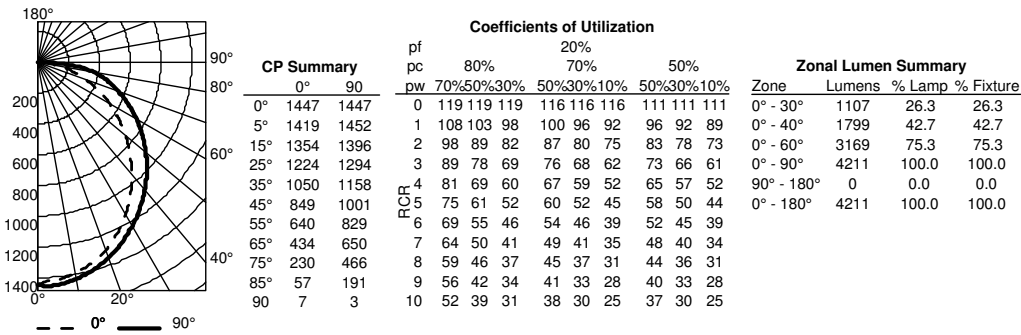 180°
90°
80°
60°
40°
200
400
600
800
1000
1200
1400
0° 20°
0° 90°
CP Summary
0° 90
0° 1447 1447
5° 1419 1452
15° 1354 1396
25° 1224 1294
35° 1050 1158
45° 849 1001
55° 640 829
65° 434 650
75° 230 466
85° 57 191
90 7 3
Coefficients of Utilization
pf 20%
pc 80% 70% 50%
pw 70%50%30% 50%30%10% 50%30%10%
RCR
0 119 119 119 116 116 116 111 111 111
1 108 103 98 100 96 92 96 92 89
2 98 89 82 87 80 75 83 78 73
3 89 78 69 76 68 62 73 66 61
4 81 69 60 67 59 52 65 57 52
5 75 61 52 60 52 45 58 50 44
6 69 55 46 54 46 39 52 45 39
7 64 50 41 49 41 35 48 40 34
8 59 46 37 45 37 31 44 36 31
9 56 42 34 41 33 28 40 33 28
10 52 39 31 38 30 25 37 30 25
Zonal Lumen Summary
Zone Lumens % Lamp % Fixture
0° - 30° 1107 26.3 26.3
0° - 40° 1799 42.7 42.7
0° - 60° 3169 75.3 75.3
0° - 90° 4211 100.0 100.0
90° - 180° 0 0.0 0.0
0° - 180° 4211 100.0 100.0